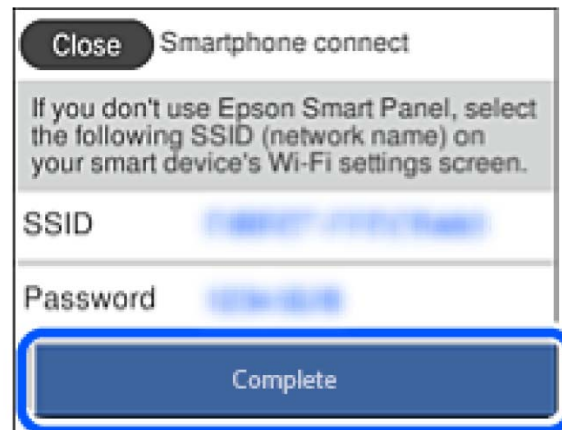 Close Smartphone connect
If you don't use Epson Smart Panel, select
the following SSID (network name) on
your smart device's Wi-Fi settings screen.
SSID
Password
Complete